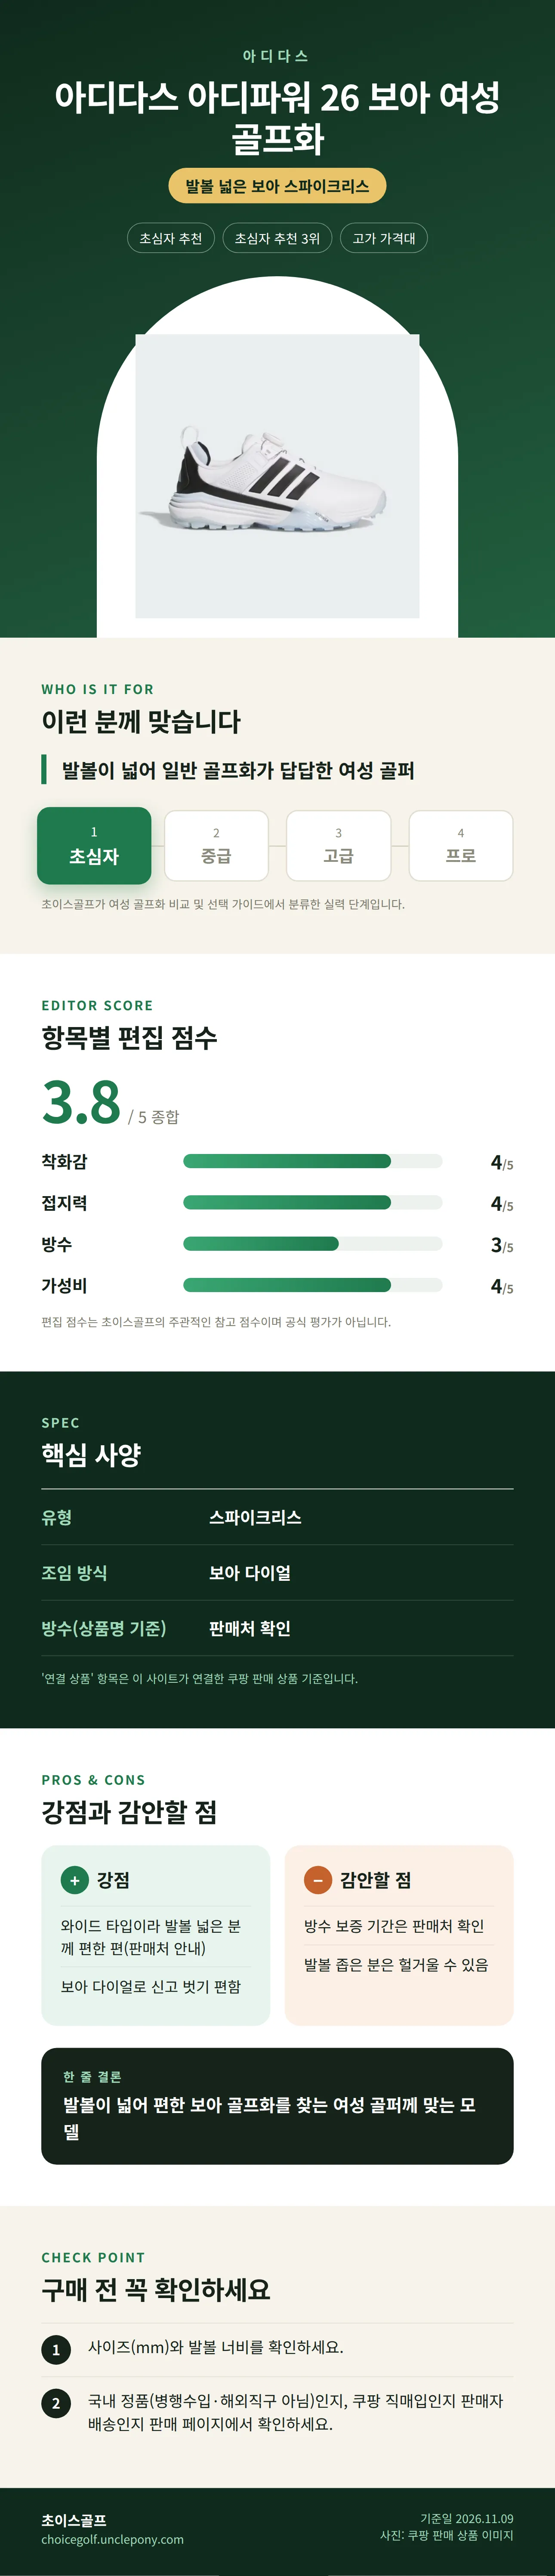 아디다스
아디다스 아디파워 26 보아 여성
골프화
발볼 넓은 보아 스파이크리스
초심자 추천
초심자 추천 3위
고가 가격대
WHO IS IT FOR
이런 분께 맞습니다
발볼이 넓어 일반 골프화가 답답한 여성 골퍼
1
초심자
2
중급
3
고급
4
프로
초이스골프가 여성 골프화 비교 및 선택 가이드에서 분류한 실력 단계입니다.
EDITOR SCORE
항목별 편집 점수
3.8 / 5 종합
착화감 4/5
접지력 4/5
방수 3/5
가성비 4/5
편집 점수는 초이스골프의 주관적인 참고 점수이며 공식 평가가 아닙니다.
SPEC
핵심 사양
유형 스파이크리스
조임 방식 보아 다이얼
방수(상품명 기준) 판매처 확인
'연결 상품' 항목은 이 사이트가 연결한 쿠팡 판매 상품 기준입니다.
PROS & CONS
강점과 감안할 점
+ 강점
와이드 타입이라 발볼 넓은 분
께 편한 편(판매처 안내)
보아 다이얼로 신고 벗기 편함
− 감안할 점
방수 보증 기간은 판매처 확인
발볼 좁은 분은 헐거울 수 있음
한 줄 결론
발볼이 넓어 편한 보아 골프화를 찾는 여성 골퍼께 맞는 모
델
CHECK POINT
구매 전 꼭 확인하세요
1 사이즈(mm)와 발볼 너비를 확인하세요.
2 국내 정품(병행수입·해외직구 아님)인지, 쿠팡 직매입인지 판매자
배송인지 판매 페이지에서 확인하세요.
초이스골프
choicegolf.unclepony.com
기준일 2026.11.09
사진: 쿠팡 판매 상품 이미지